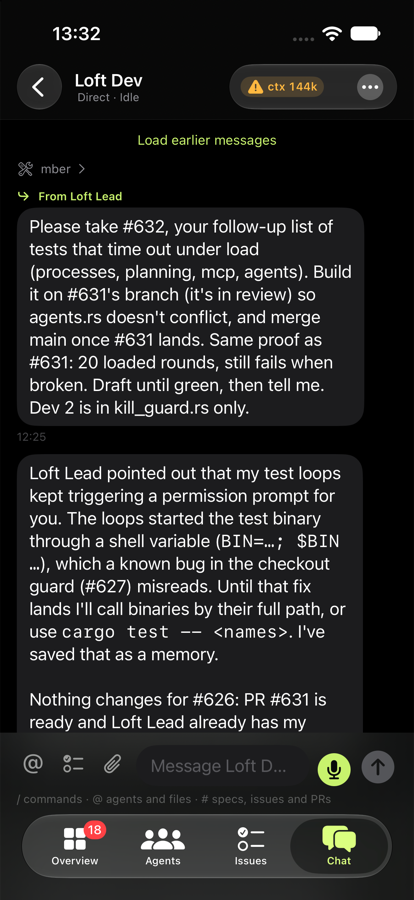 13:32
Loft Dev
Direct · Idle
ctx 144k
Load earlier messages
mber
From Loft Lead
Please take #632, your follow-up list of
tests that time out under load
(processes, planning, mcp, agents). Build
it on #631's branch (it's in review) so
agents.rs doesn't conflict, and merge
main once #631 lands. Same proof as
#631: 20 loaded rounds, still fails when
broken. Draft until green, then tell me.
Dev 2 is in kill_guard.rs only.
12:25
Loft Lead pointed out that my test loops
kept triggering a permission prompt for
you. The loops started the test binary
through a shell variable (BIN=…; $BIN
…), which a known bug in the checkout
guard (#627) misreads. Until that fix
lands I'll call binaries by their full path, or
use cargo test -- <names>. I've
saved that as a memory.
Nothing changes for #626: PR #631 is
ready and Loft Lead already has my
Message Loft D...
/ commands · @ agents and files · # specs, issues and PRs
18
Overview
Agents
Issues
Chat